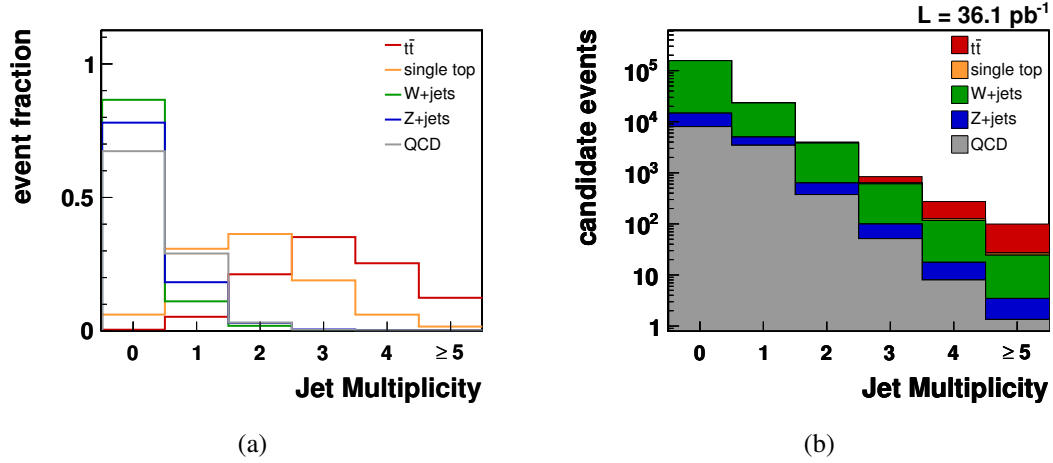 event fraction
1
0.5
0
0 1 2 3 4 ≥ 5
Jet Multiplicity
tt̄
single top
W+jets
Z+jets
QCD
(a)
L = 36.1 pb⁻¹
candidate events
10⁵
10⁴
10³
10²
10
1
0 1 2 3 4 ≥ 5
Jet Multiplicity
tt̄
single top
W+jets
Z+jets
QCD
(b)